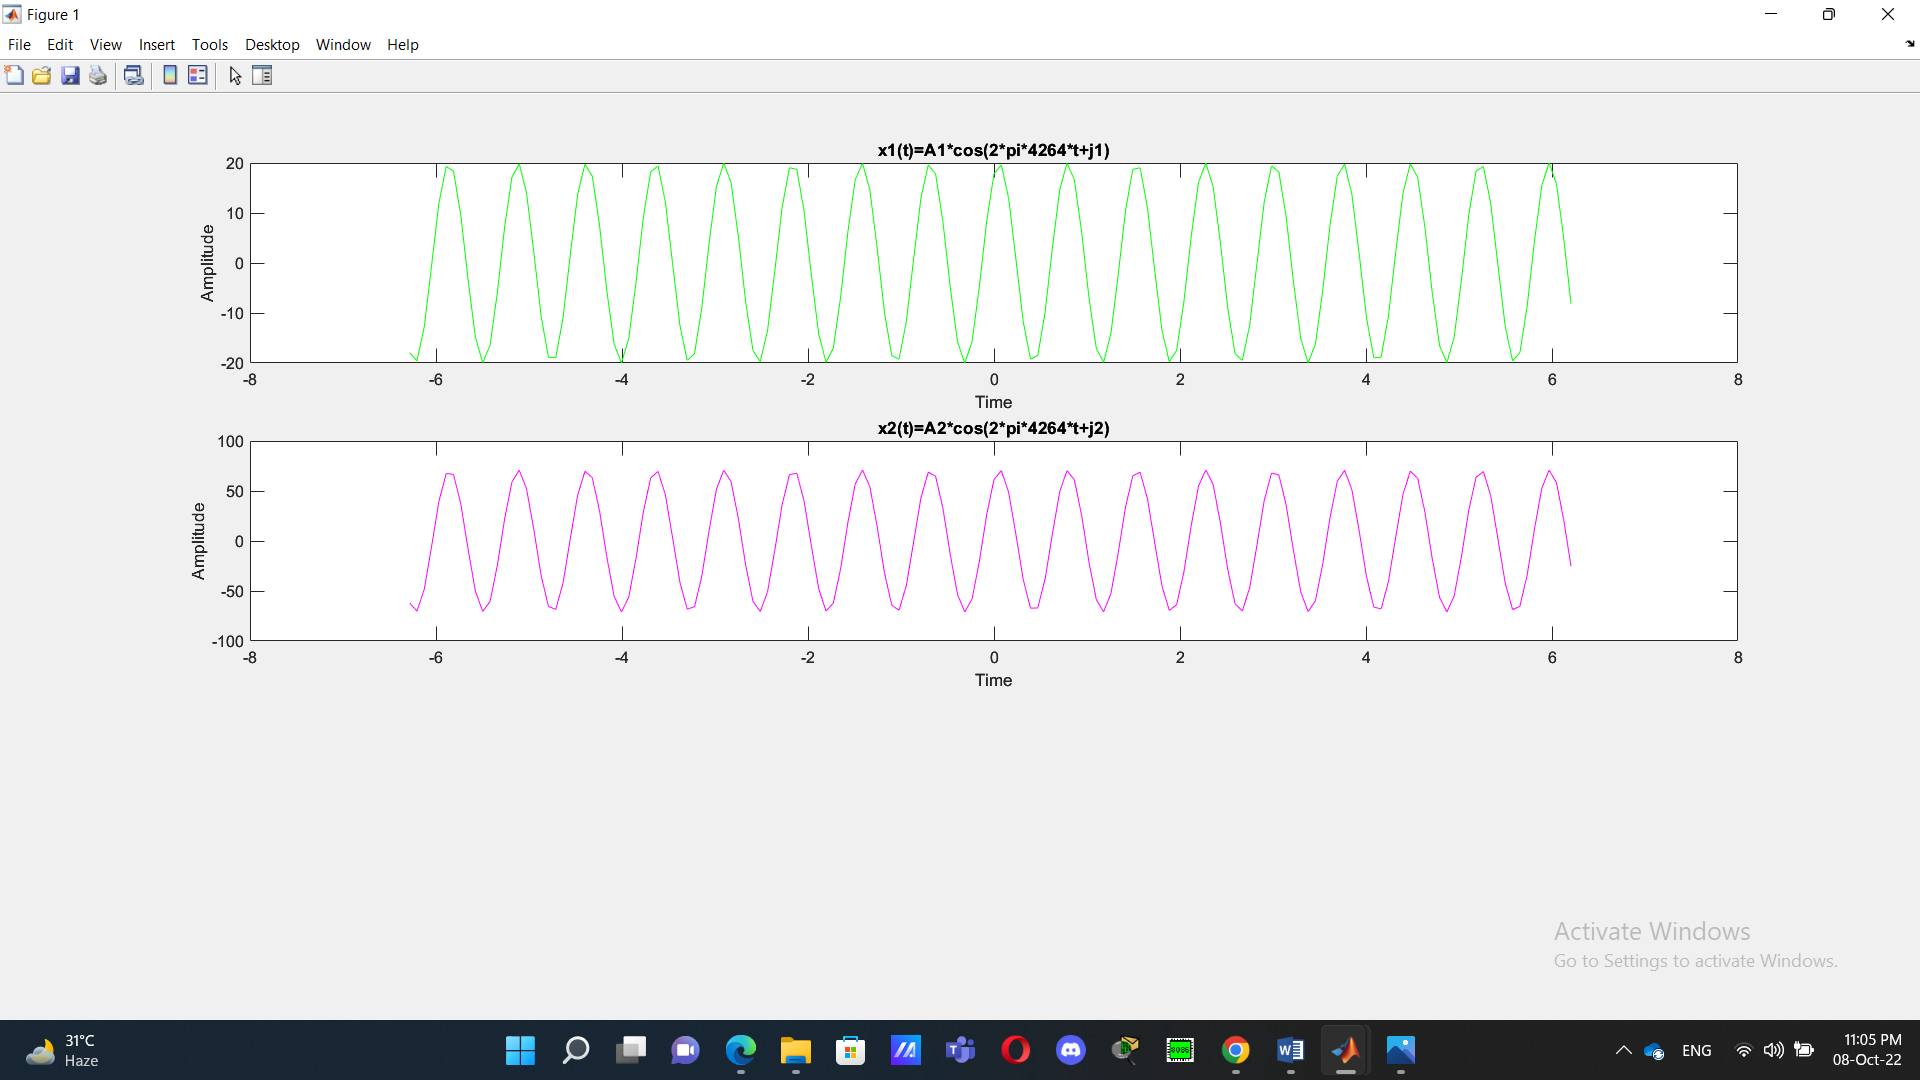 Figure 1
File Edit View Insert Tools Desktop Window Help
x1(t)=A1*cos(2*pi*4264*t+j1)
20
10
0
-10
-20
Amplitude
-8 -6 -4 -2 0 2 4 6 8
Time
x2(t)=A2*cos(2*pi*4264*t+j2)
100
50
0
-50
-100
Amplitude
-8 -6 -4 -2 0 2 4 6 8
Time
Activate Windows
Go to Settings to activate Windows.
31°C
Haze
8086
ENG
11:05 PM
08-Oct-22